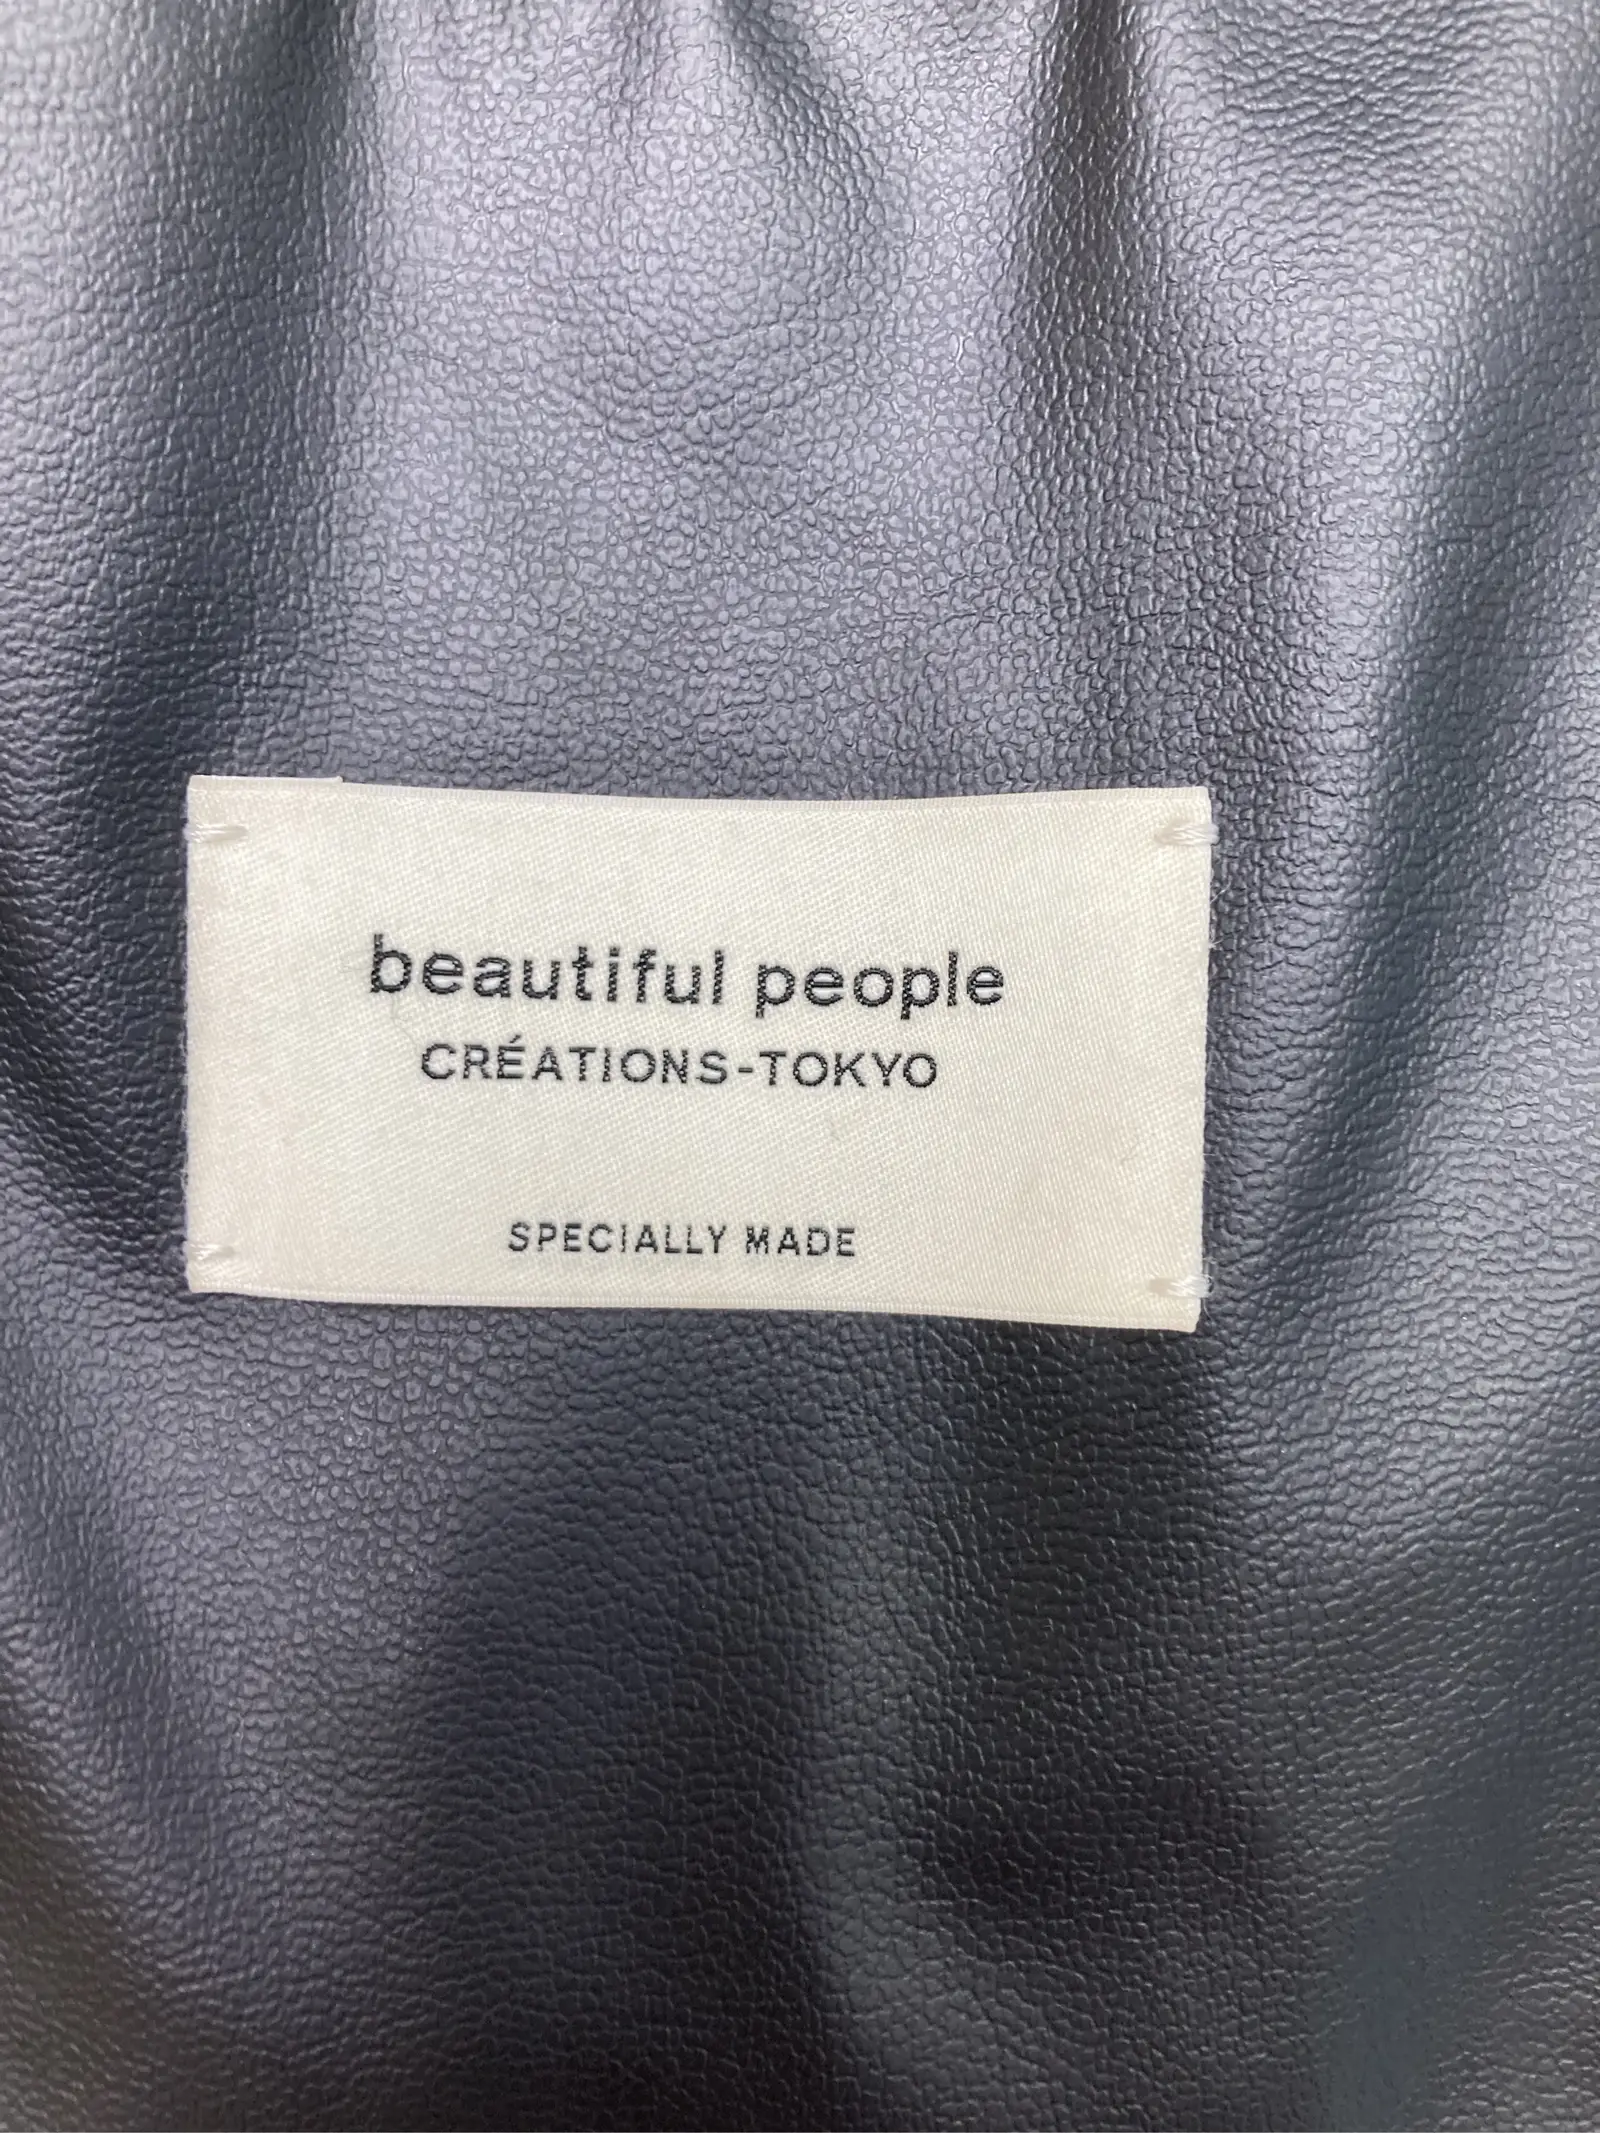 beautiful people
CRÉATIONS-TOKYO
SPECIALLY MADE